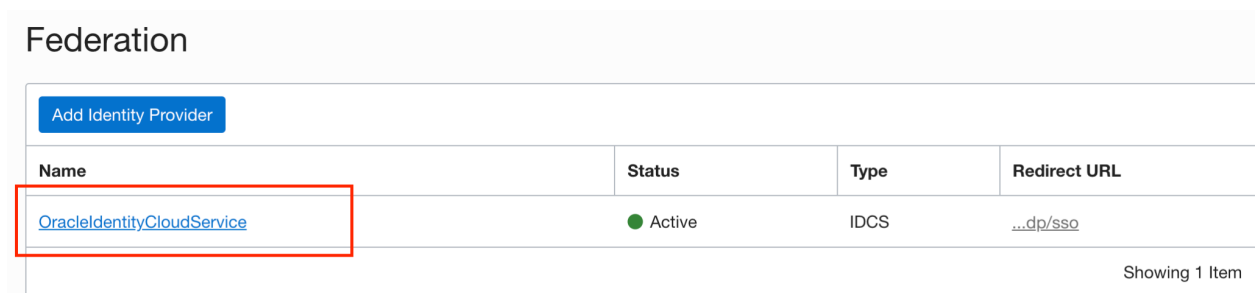 Federation
Add Identity Provider
Name Status Type Redirect URL
OracleIdentityCloudService Active IDCS ...dp/sso
Showing 1 Item